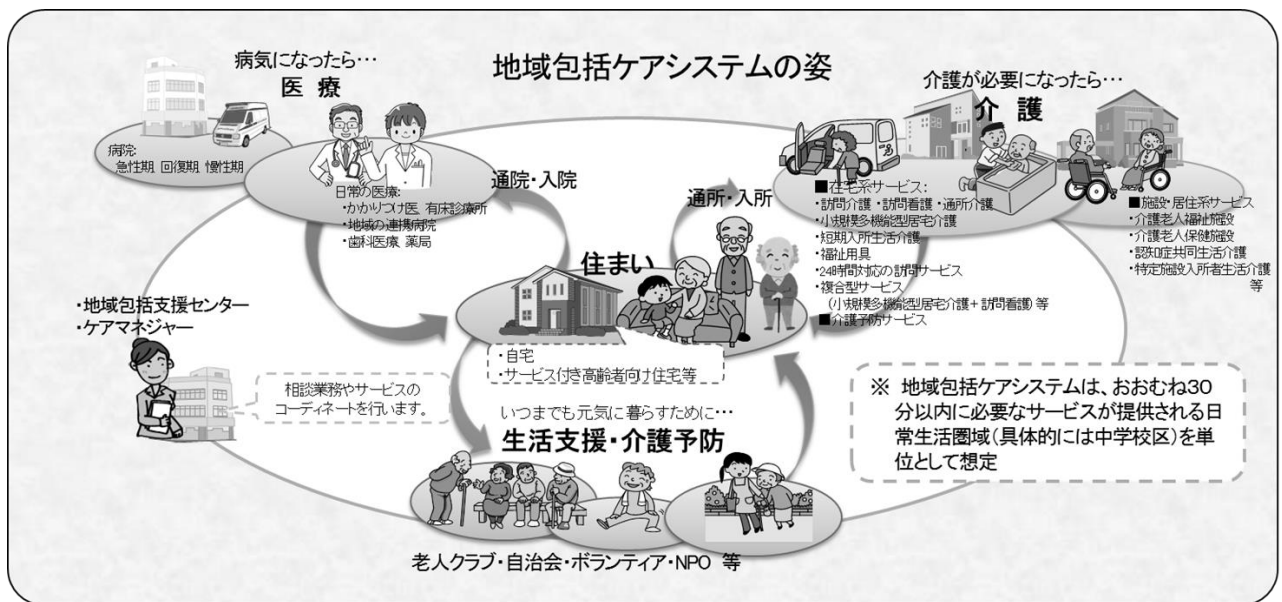 地域包括ケアシステムの姿
病気になったら･･･
医 療
病院:
急性期 回復期 慢性期
日常の医療:
・かかりつけ医、有床診療所
・地域の連携病院
・歯科医療、薬局
通院・入院
通所・入所
介護が必要になったら･･･
介 護
■在宅系サービス:
・訪問介護 ・訪問看護 ・通所介護
・小規模多機能型居宅介護
・短期入所生活介護
・福祉用具
・24時間対応の訪問サービス
・複合型サービス
(小規模多機能型居宅介護+訪問看護) 等
■介護予防サービス
■施設・居住系サービス
・介護老人福祉施設
・介護老人保健施設
・認知症共同生活介護
・特定施設入所者生活介護
等
住まい
・自宅
・サービス付き高齢者向け住宅等
・地域包括支援センター
・ケアマネジャー
相談業務やサービスの
コーディネートを行います。
いつまでも元気に暮らすために･･･
生活支援・介護予防
老人クラブ・自治会・ボランティア・NPO 等
※ 地域包括ケアシステムは、おおむね30
分以内に必要なサービスが提供される日
常生活圏域(具体的には中学校区)を単
位として想定